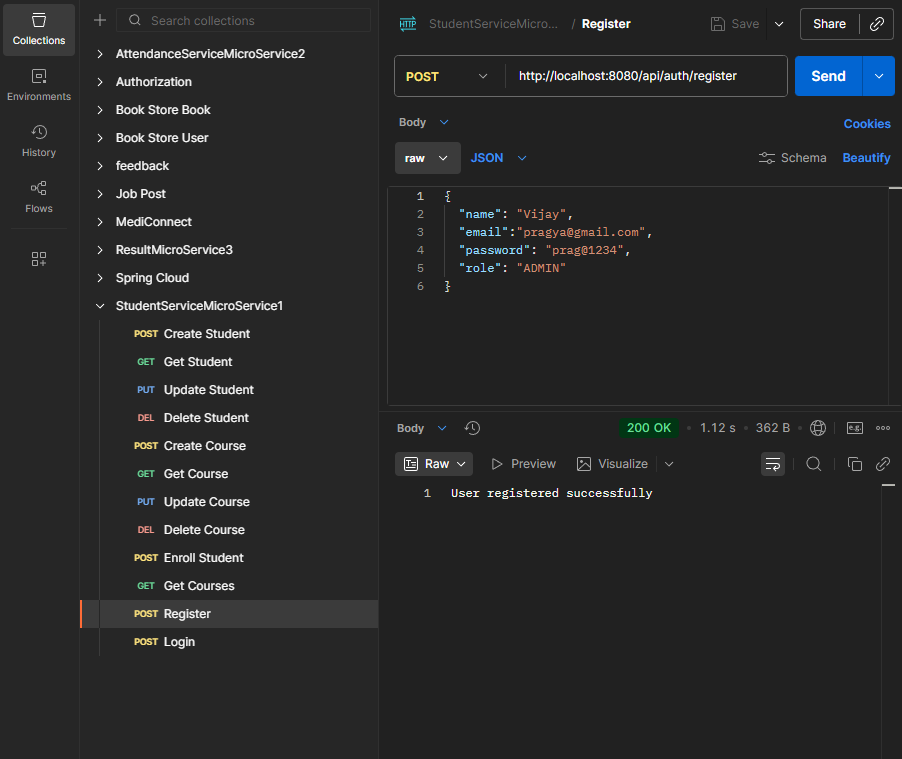 Collections
Environments
History
Flows
Search collections
AttendanceServiceMicroService2
Authorization
Book Store Book
Book Store User
feedback
Job Post
MediConnect
ResultMicroService3
Spring Cloud
StudentServiceMicroService1
POST Create Student
GET Get Student
PUT Update Student
DEL Delete Student
POST Create Course
GET Get Course
PUT Update Course
DEL Delete Course
POST Enroll Student
GET Get Courses
POST Register
POST Login
HTTP StudentServiceMicro... / Register Save Share
POST http://localhost:8080/api/auth/register Send
Body Cookies
raw JSON Schema Beautify
1 {
2 "name": "Vijay",
3 "email":"pragya@gmail.com",
4 "password": "prag@1234",
5 "role": "ADMIN"
6 }
Body 200 OK • 1.12 s • 362 B • e.g.
Raw Preview Visualize
1 User registered successfully